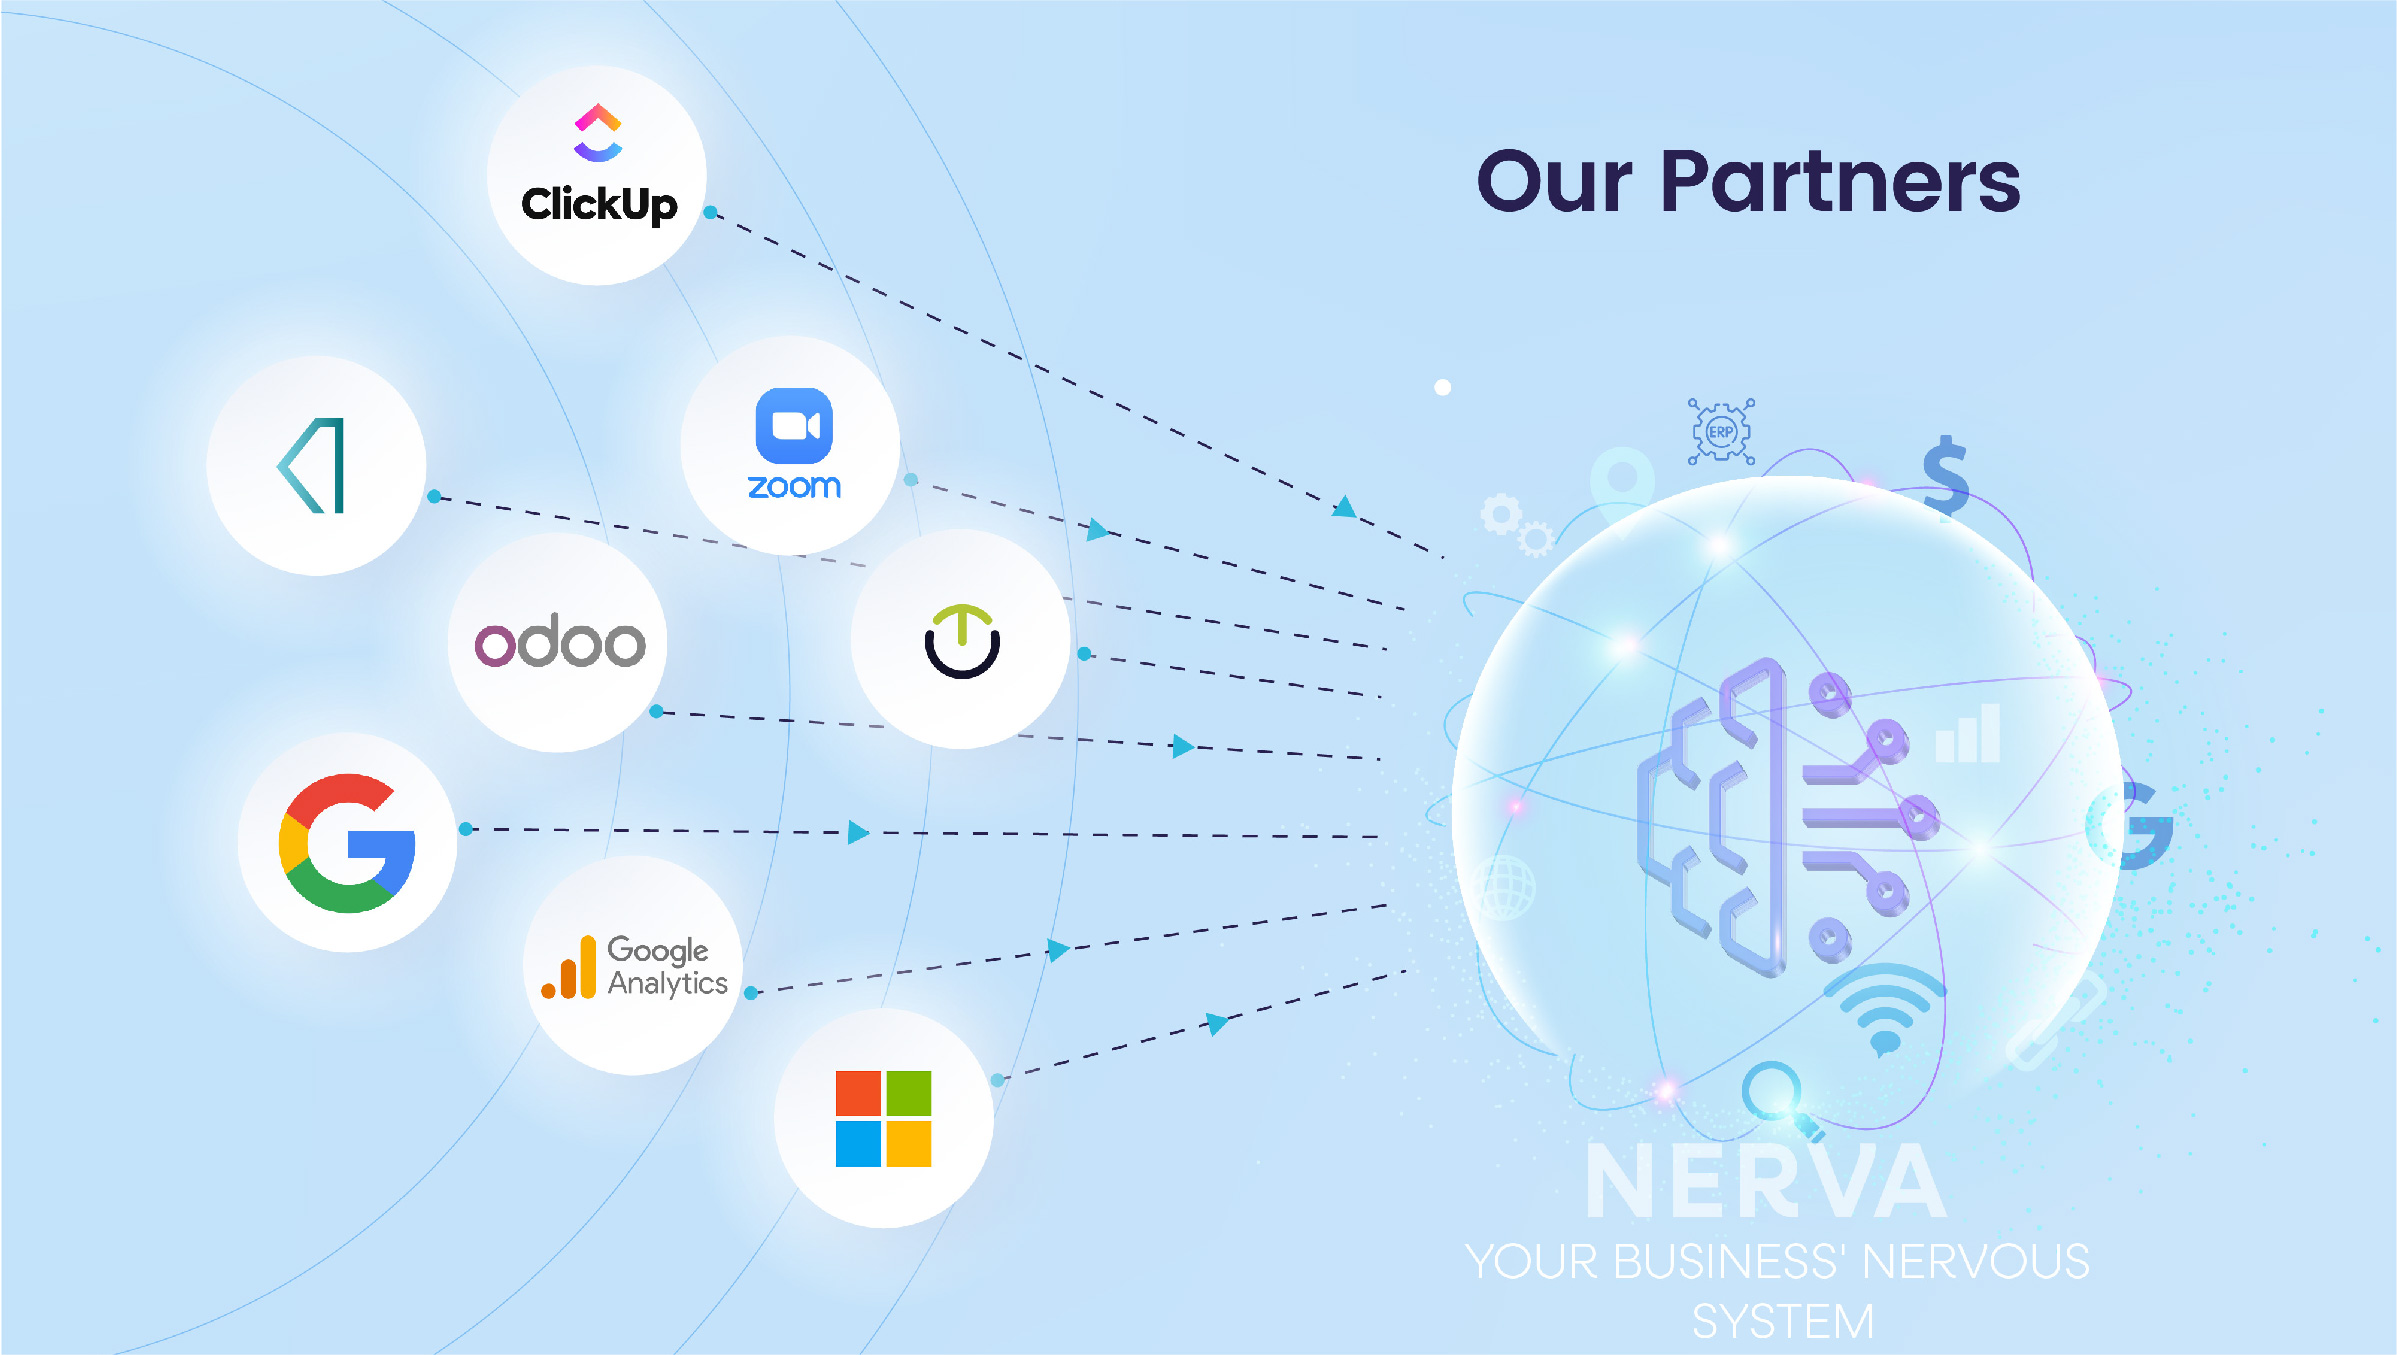 Our Partners
ClickUp
zoom
odoo
Google
Analytics
ERP
NERVA
YOUR BUSINESS' NERVOUS
SYSTEM